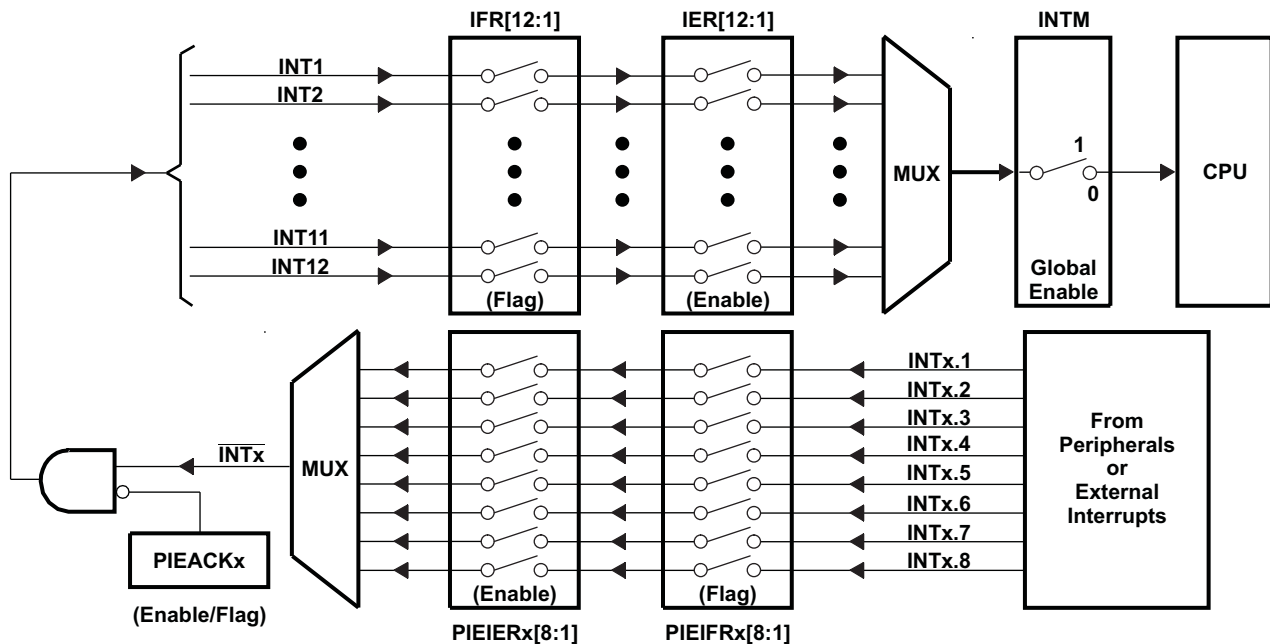 IFR[12:1]
IER[12:1]
INTM
INT1
INT2
1
MUX
CPU
0
INT11
INT12
Global
Enable
(Flag)
(Enable)
INTx.1
INTx.2
INTx.3
INTx.4
INTx.5
INTx.6
INTx.7
INTx.8
From
Peripherals
or
External
Interrupts
INTx
MUX
PIEACKx
(Enable/Flag)
(Enable)
(Flag)
PIEIERx[8:1]
PIEIFRx[8:1]